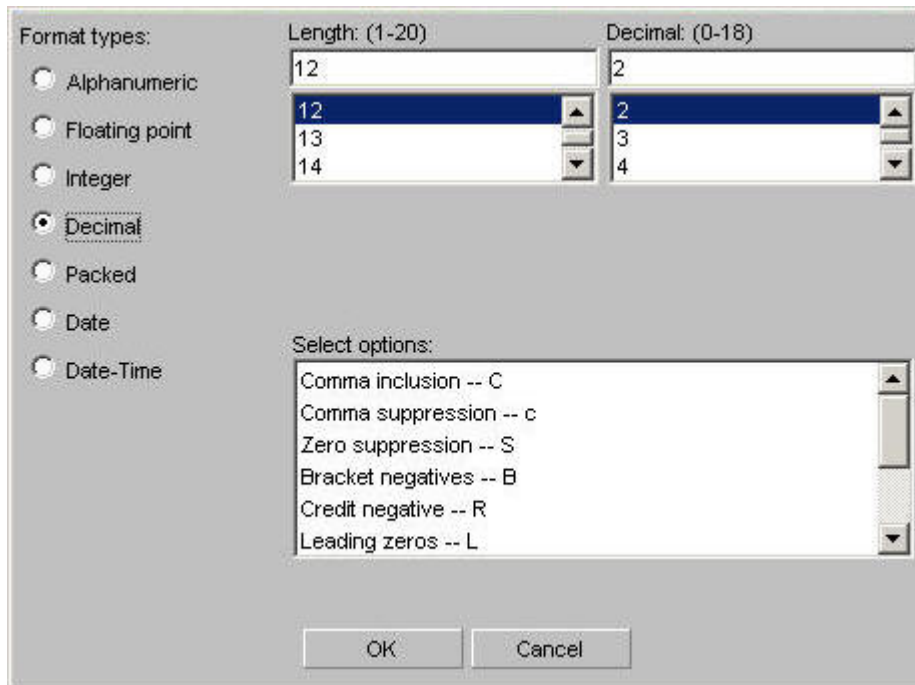 Format types:
Alphanumeric
Floating point
Integer
Decimal
Packed
Date
Date-Time
Length: (1-20)
12
12
13
14
Decimal: (0-18)
2
2
3
4
Select options:
Comma inclusion -- C
Comma suppression -- c
Zero suppression -- S
Bracket negatives -- B
Credit negative -- R
Leading zeros -- L
OK
Cancel